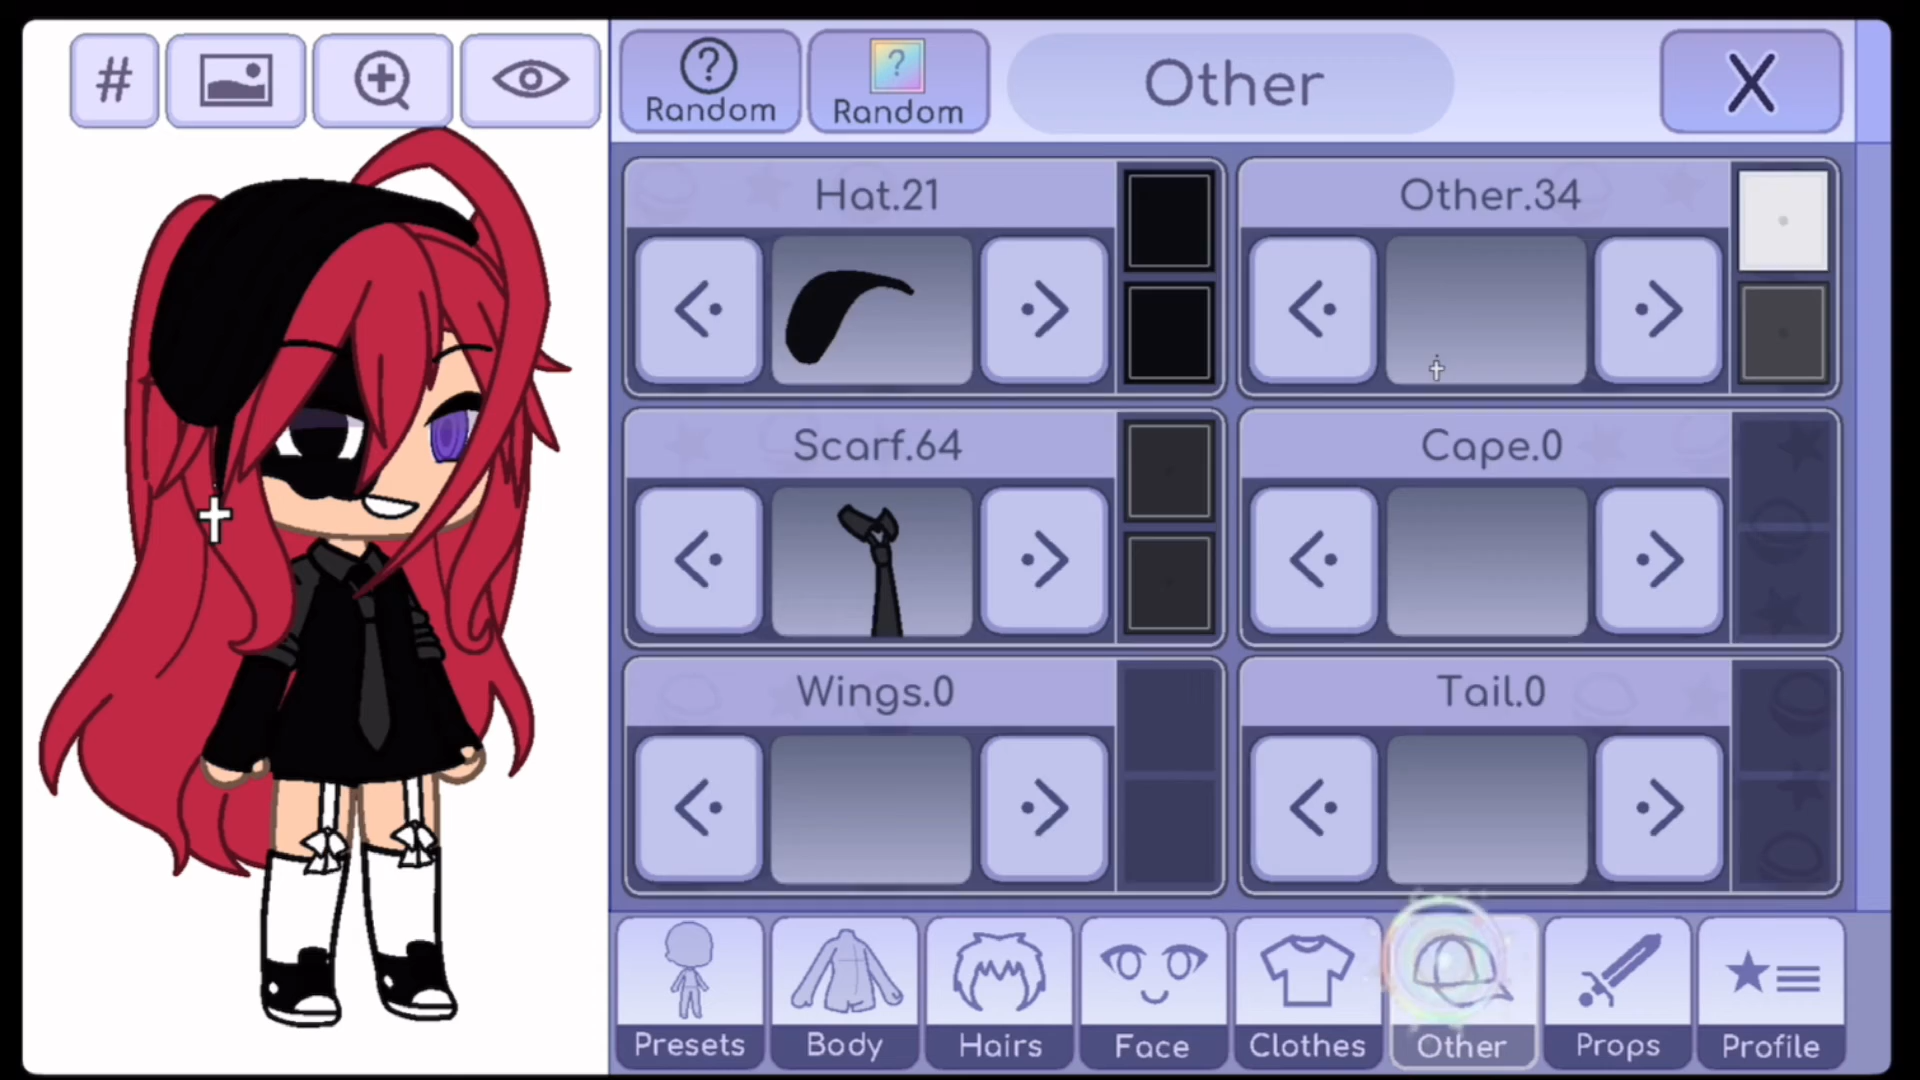 #
? Random
? Random
Other
X
Hat.21
Other.34
Scarf.64
Cape.0
Wings.0
Tail.0
Presets
Body
Hairs
Face
Clothes
Other
Props
Profile